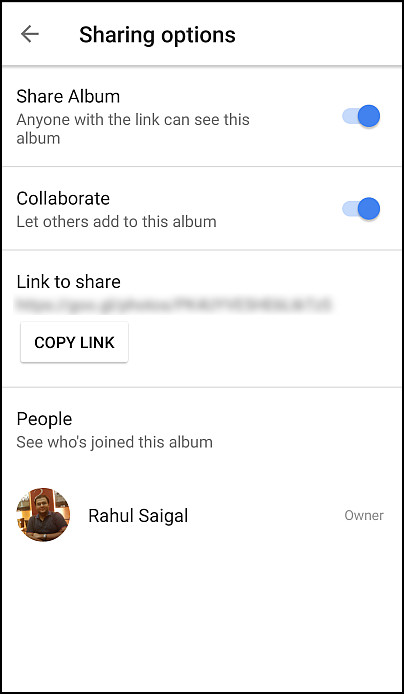 Sharing options
Share Album
Anyone with the link can see this
album
Collaborate
Let others add to this album
Link to share
COPY LINK
People
See who's joined this album
Rahul Saigal
Owner